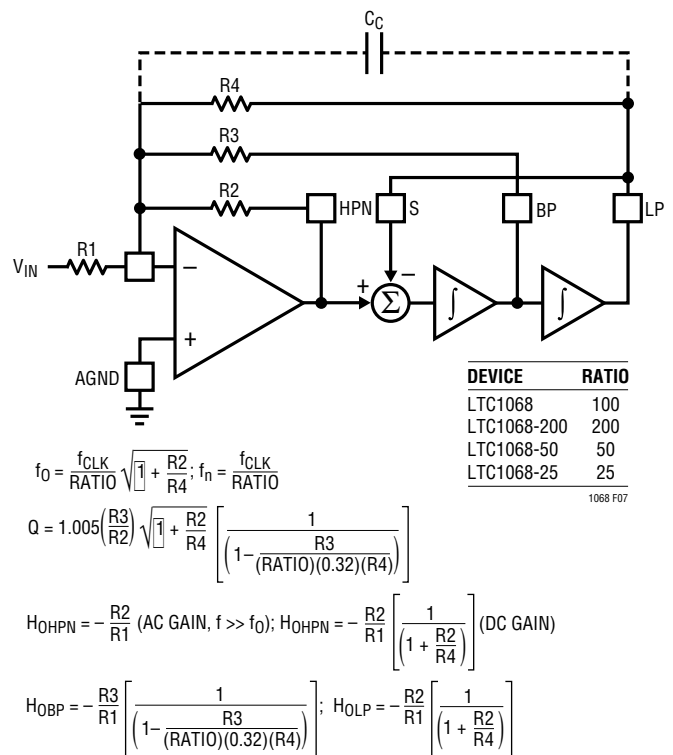 C_C
R4
R3
R2
HPN
S
BP
LP
R1
V_IN
−
+
+
−
Σ
∫
∫
AGND
DEVICE RATIO
LTC1068 100
LTC1068-200 200
LTC1068-50 50
LTC1068-25 25
1068 F07
f_O = f_CLK/RATIO √(1 + R2/R4); f_n = f_CLK/RATIO
Q = 1.005(R3/R2) √(1 + R2/R4) [1/(1 − R3/((RATIO)(0.32)(R4)))]
H_OHPN = − R2/R1 (AC GAIN, f >> f_O); H_OHPN = − R2/R1 [1/(1 + R2/R4)] (DC GAIN)
H_OBP = − R3/R1 [1/(1 − R3/((RATIO)(0.32)(R4)))]; H_OLP = − R2/R1 [1/(1 + R2/R4)]